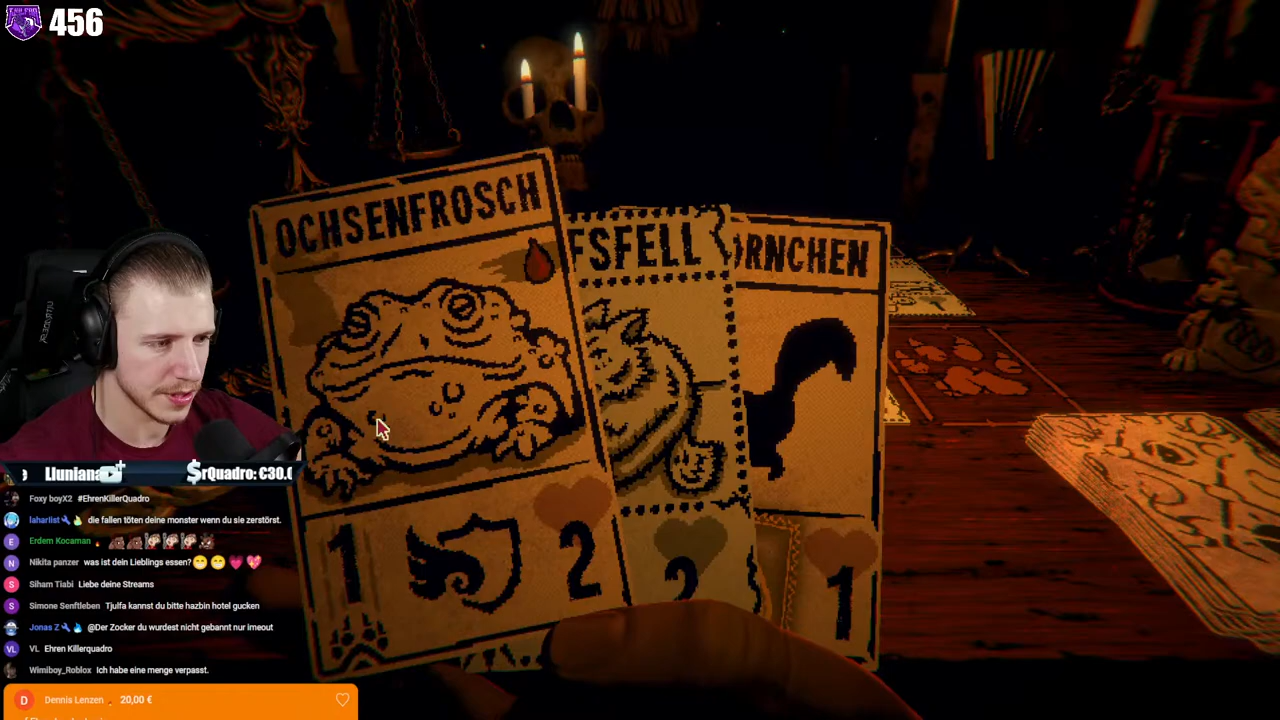 456
OCHSENFROSCH
FSFELL
ÖRNCHEN
1
2
2
1
Lluniana
$rQuadro: €30.0
Foxy boyX2 #EhrenKillerQuadro
laharlist die fallen töten deine monster wenn du sie zerstörst.
Erdem Kocaman
Nikita panzer was ist dein Lieblings essen?
Siham Tiabi Liebe deine Streams
Simone Senftleben Tjulfa kannst du bitte hazbin hotel gucken
Jonas Z @Der Zocker du wurdest nicht gebannt nur imeout
VL Ehren Killerquadro
Wimiboy_Roblox Ich habe eine menge verpasst.
D Dennis Lenzen 20,00 €